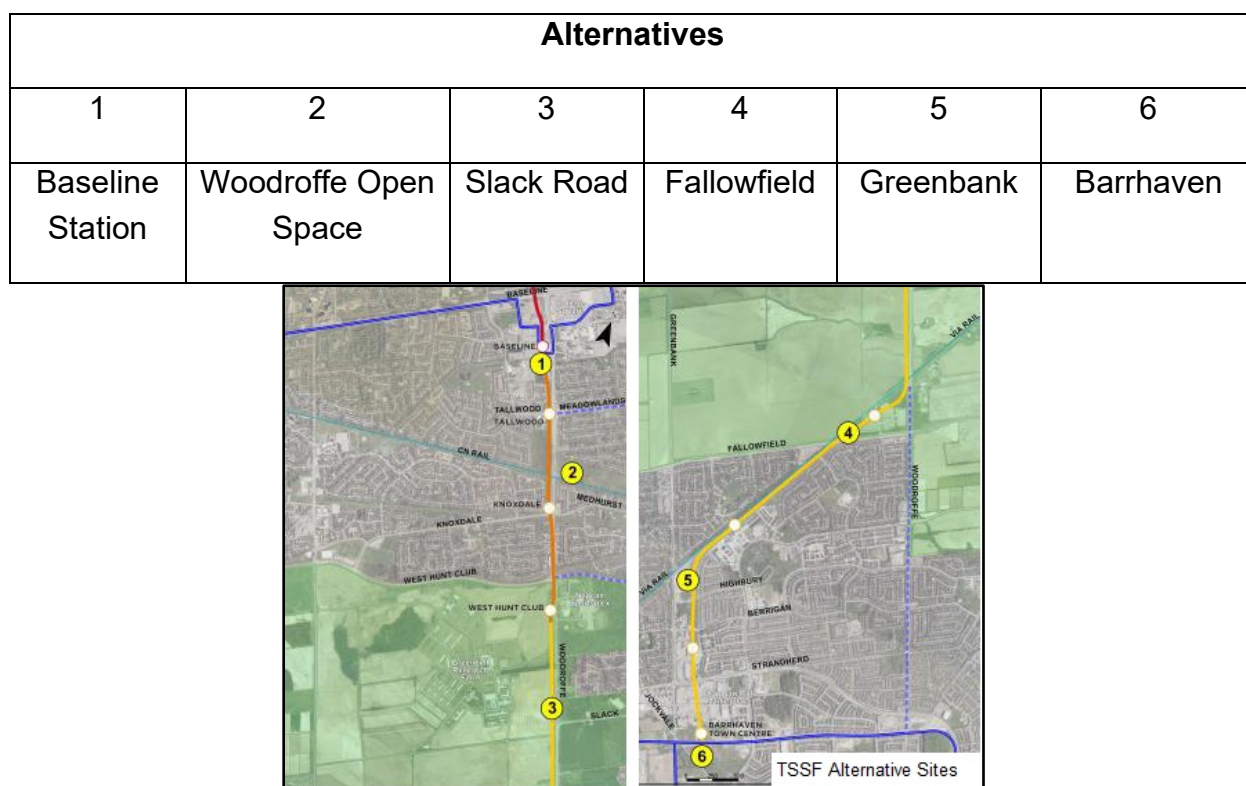 Alternatives
1 2 3 4 5 6
Baseline Woodroffe Open Slack Road Fallowfield Greenbank Barrhaven
Station Space
BASELINE
BASELINE
1
TALLWOOD MEADOWLANDS
TALLWOOD
CN RAIL
2
MEDHURST
KNOXDALE
KNOXDALE
WEST HUNT CLUB
WEST HUNT CLUB
WOODROFFE
3
SLACK
GREENBANK
VIA RAIL
4
FALLOWFIELD
WOODROFFE
5
VIA RAIL
HIGHBURY
BERRIGAN
STRANDHERD
JOCKVALE
BARRHAVEN
TOWN CENTRE
6
TSSF Alternative Sites